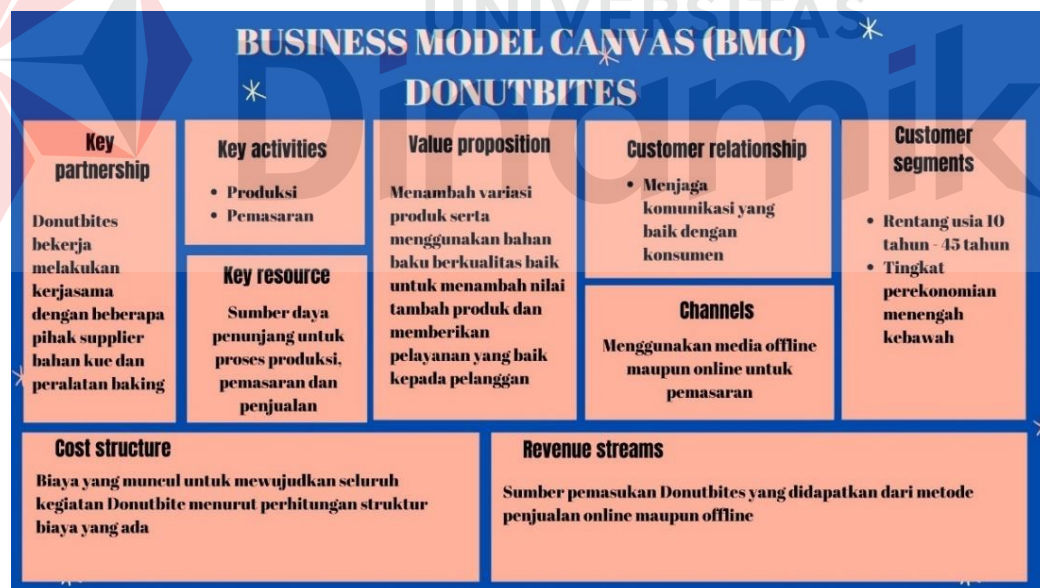 UNIVERSITAS
Dinamika
BUSINESS MODEL CANVAS (BMC)
DONUTBITES
Key
partnership
Donutbites
bekerja
melakukan
kerjasama
dengan beberapa
pihak supplier
bahan kue dan
peralatan baking
Key activities
• Produksi
• Pemasaran
Key resource
Sumber daya
penunjang untuk
proses produksi,
pemasaran dan
penjualan
Value proposition
Menambah variasi
produk serta
menggunakan bahan
baku berkualitas baik
untuk menambah nilai
tambah produk dan
memberikan
pelayanan yang baik
kepada pelanggan
Customer relationship
• Menjaga
komunikasi yang
baik dengan
konsumen
Channels
Menggunakan media offline
maupun online untuk
pemasaran
Customer
segments
• Rentang usia 10
tahun - 45 tahun
• Tingkat
perekonomian
menengah
kebawah
Cost structure
Biaya yang muncul untuk mewujudkan seluruh
kegiatan Donutbite menurut perhitungan struktur
biaya yang ada
Revenue streams
Sumber pemasukan Donutbites yang didapatkan dari metode
penjualan online maupun offline